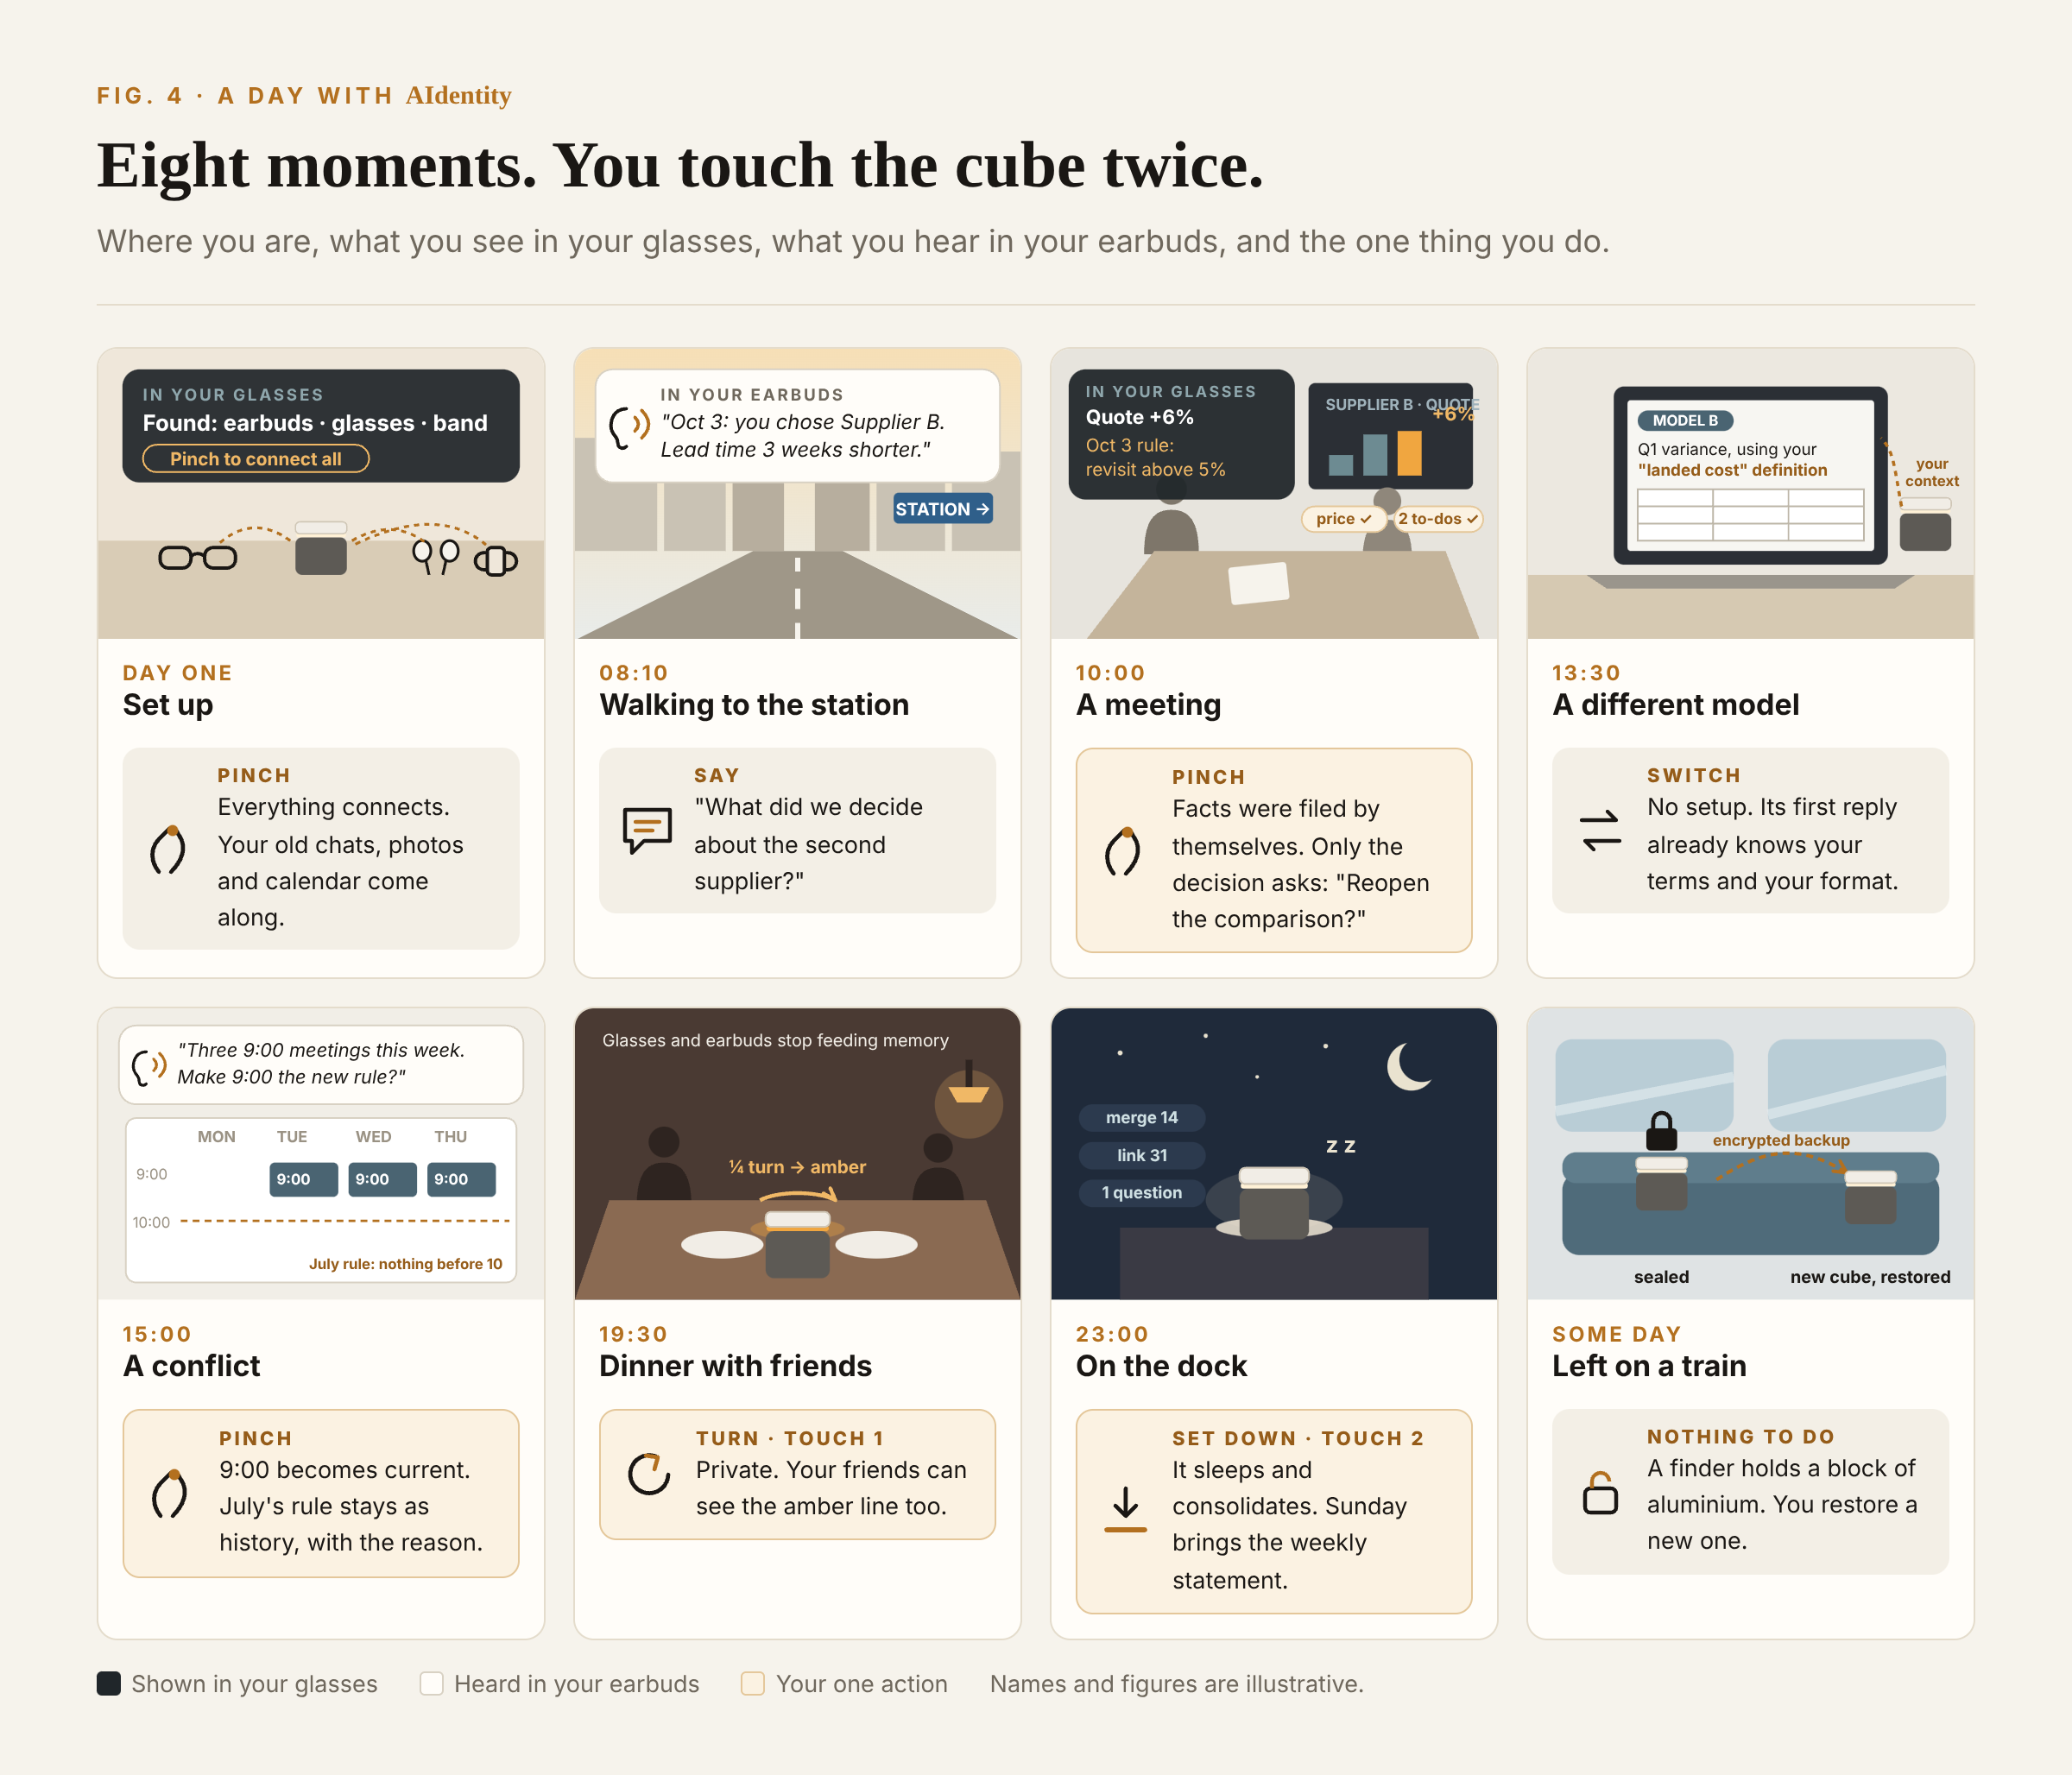 FIG. 4 · A DAY WITH AIdentity
Eight moments. You touch the cube twice.
Where you are, what you see in your glasses, what you hear in your earbuds, and the one thing you do.
IN YOUR GLASSES
Found: earbuds · glasses · band
Pinch to connect all
DAY ONE
Set up
PINCH
Everything connects.
Your old chats, photos
and calendar come
along.
IN YOUR EARBUDS
"Oct 3: you chose Supplier B.
Lead time 3 weeks shorter."
STATION →
08:10
Walking to the station
SAY
"What did we decide
about the second
supplier?"
IN YOUR GLASSES
Quote +6%
Oct 3 rule:
revisit above 5%
SUPPLIER B · QUOTE
+6%
price ✓
2 to-dos ✓
10:00
A meeting
PINCH
Facts were filed by
themselves. Only the
decision asks: "Reopen
the comparison?"
MODEL B
Q1 variance, using your
"landed cost" definition
your
context
13:30
A different model
SWITCH
No setup. Its first reply
already knows your
terms and your format.
"Three 9:00 meetings this week.
Make 9:00 the new rule?"
MON TUE WED THU
9:00 9:00 9:00 9:00
10:00
July rule: nothing before 10
15:00
A conflict
PINCH
9:00 becomes current.
July's rule stays as
history, with the reason.
Glasses and earbuds stop feeding memory
¼ turn → amber
19:30
Dinner with friends
TURN · TOUCH 1
Private. Your friends can
see the amber line too.
merge 14
link 31
1 question
z z
23:00
On the dock
SET DOWN · TOUCH 2
It sleeps and
consolidates. Sunday
brings the weekly
statement.
encrypted backup
sealed
new cube, restored
SOME DAY
Left on a train
NOTHING TO DO
A finder holds a block of
aluminium. You restore a
new one.
Shown in your glasses
Heard in your earbuds
Your one action
Names and figures are illustrative.